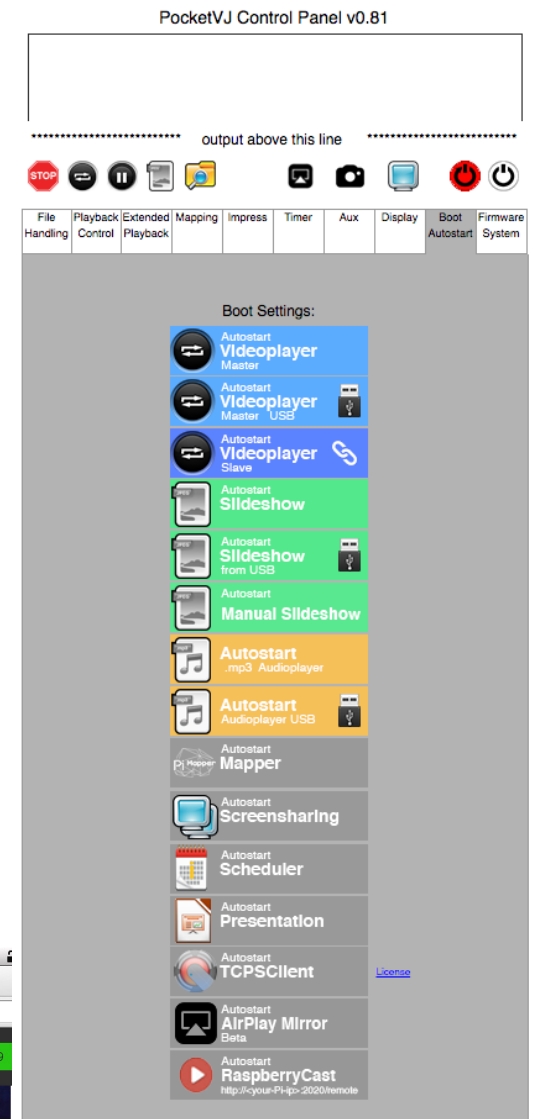 PocketVJ Control Panel v0.81
*************************** output above this line ***************************
STOP
File Handling
Playback Control
Extended Playback
Mapping
Impress
Timer
Aux
Display
Boot Autostart
Firmware System
Boot Settings:
Autostart
Videoplayer
Master
Autostart
Videoplayer
Master USB
Autostart
Videoplayer
Slave
Autostart
Slideshow
Autostart
Slideshow
from USB
Autostart
Manual Slideshow
Autostart
.mp3 Audioplayer
Autostart
Audioplayer USB
Pi Mapper
Autostart
Mapper
Autostart
Screensharing
Autostart
Scheduler
Autostart
Presentation
Autostart
TCPSClient
License
Autostart
AirPlay Mirror
Beta
Autostart
RaspberryCast
http://<your-Pi-ip>:2020/remote